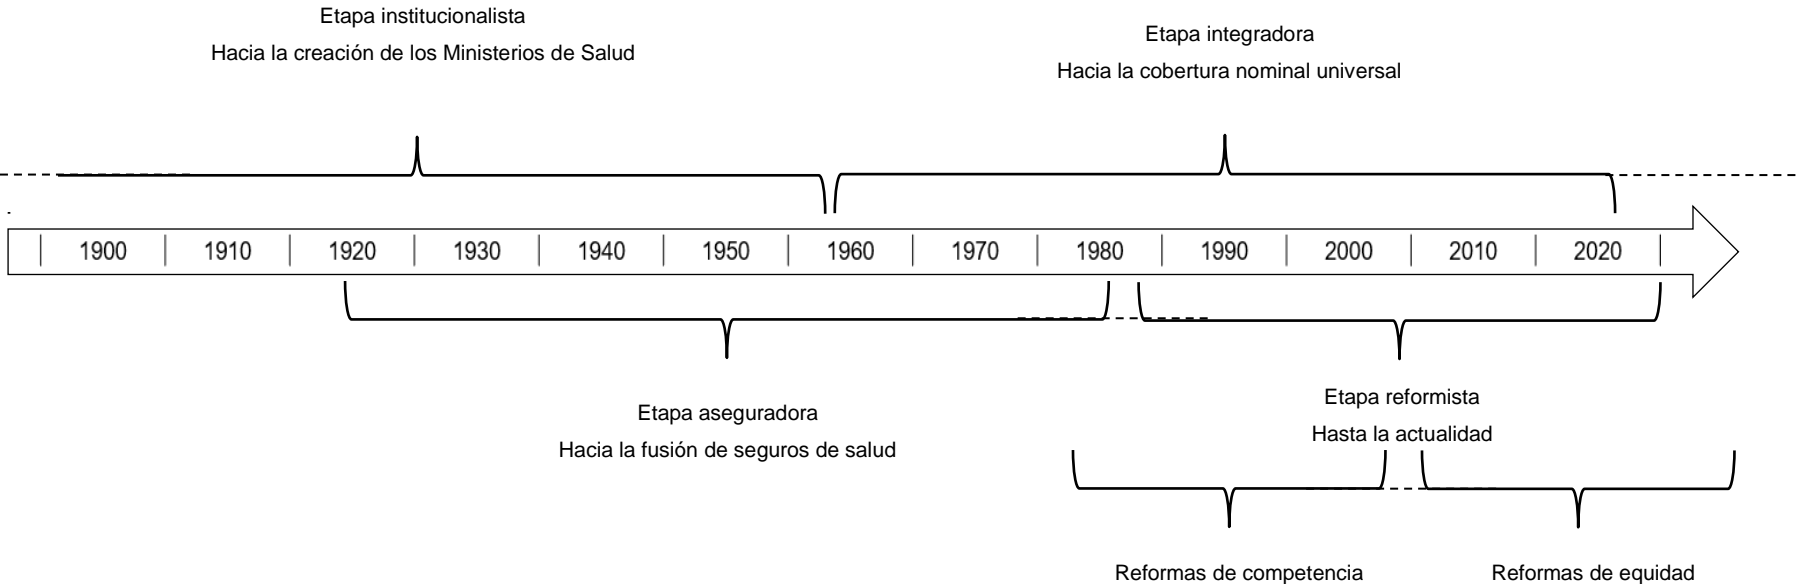 Etapa institucionalista
Hacia la creación de los Ministerios de Salud
Etapa integradora
Hacia la cobertura nominal universal
1900 1910 1920 1930 1940 1950 1960 1970 1980 1990 2000 2010 2020
Etapa aseguradora
Hacia la fusión de seguros de salud
Etapa reformista
Hasta la actualidad
Reformas de competencia
Reformas de equidad